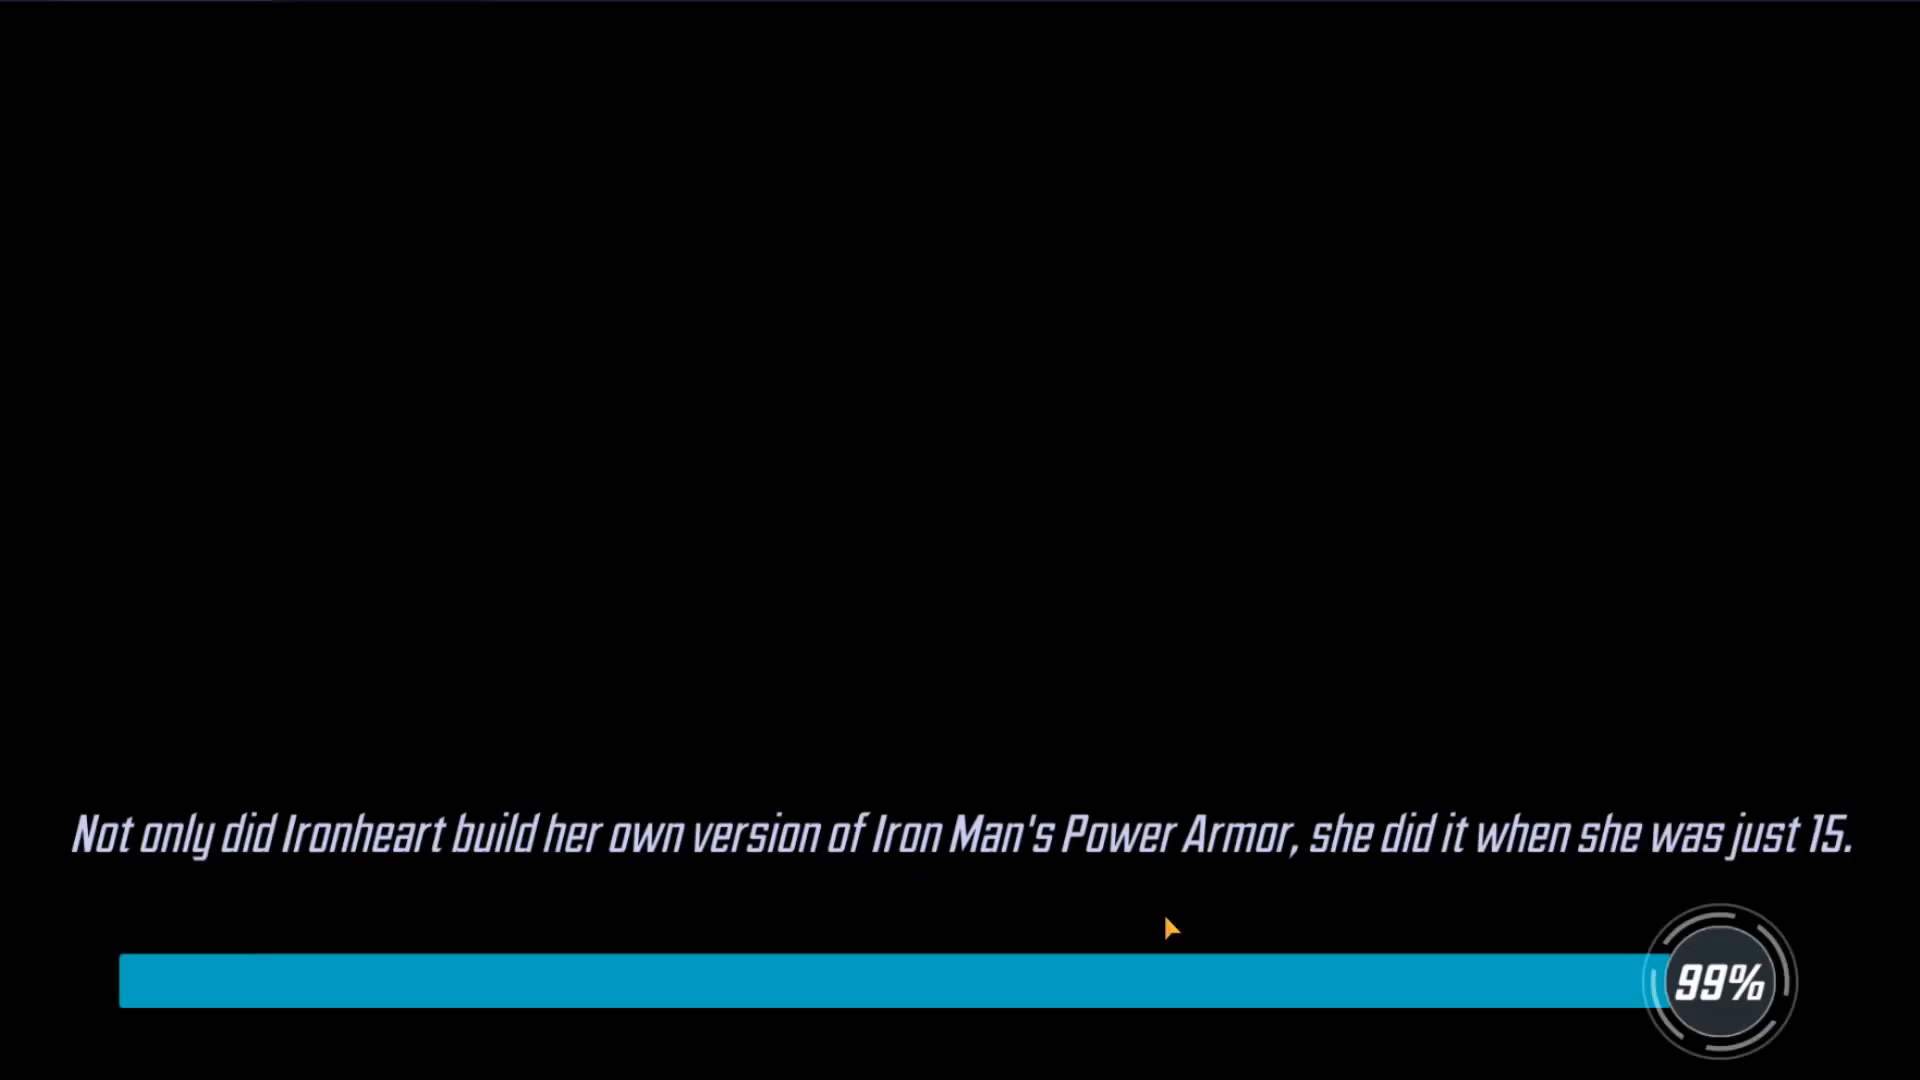 Not only did Ironheart build her own version of Iron Man's Power Armor, she did it when she was just 15.
99%